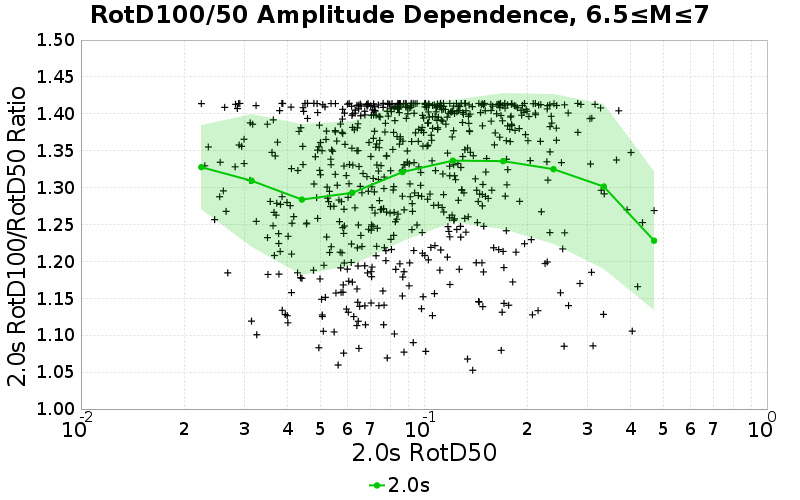 RotD100/50 Amplitude Dependence, 6.5≤M≤7
2.0s RotD100/RotD50 Ratio
1.50
1.45
1.40
1.35
1.30
1.25
1.20
1.15
1.10
1.05
1.00
10-2 2 3 4 5 6 7 10-1 2 3 4 5 6 7 100
2.0s RotD50
2.0s